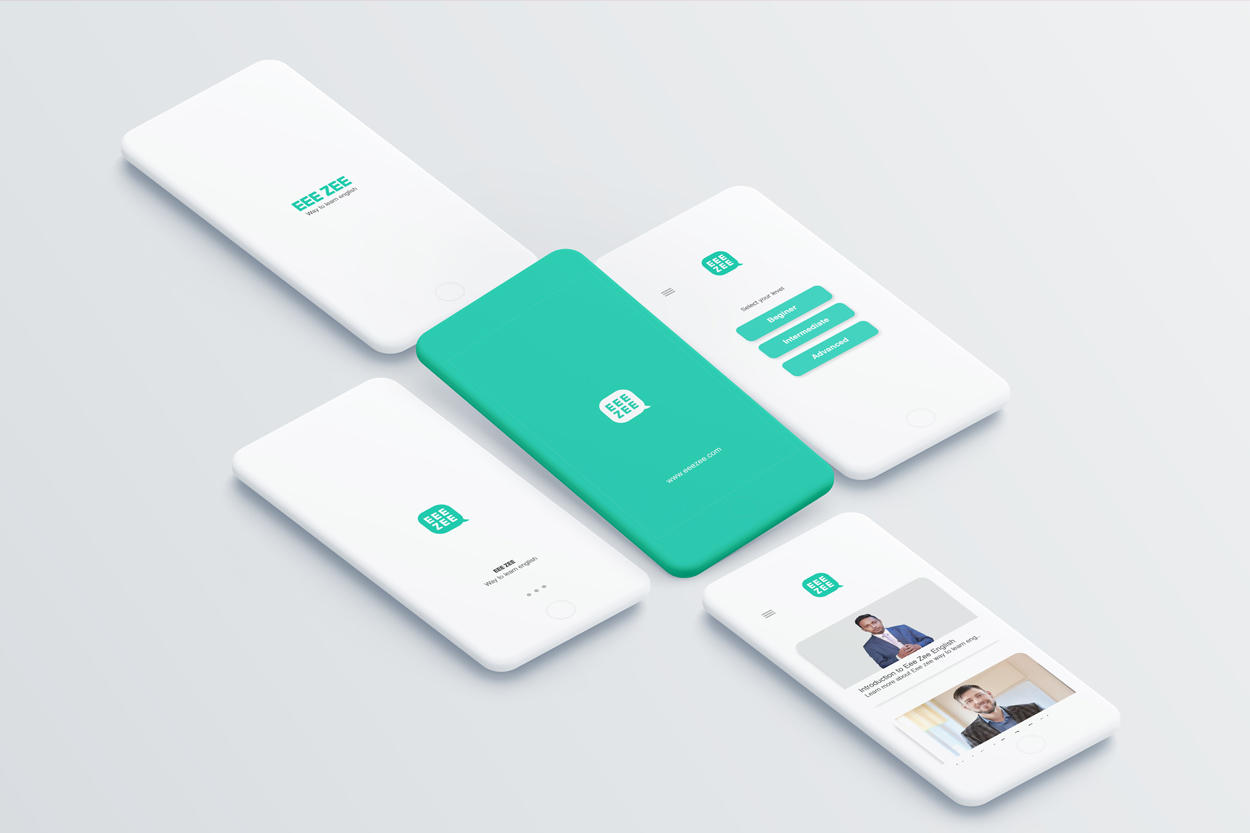 EEE ZEE
Way to learn english
EEE
ZEE
Select your level
Beginer
Intermediate
Advanced
EEE
ZEE
www.eeezee.com
EEE
ZEE
EEE ZEE
Way to learn english
EEE
ZEE
Introduction to Eee Zee English
Learn more about Eee zee way to learn eng...